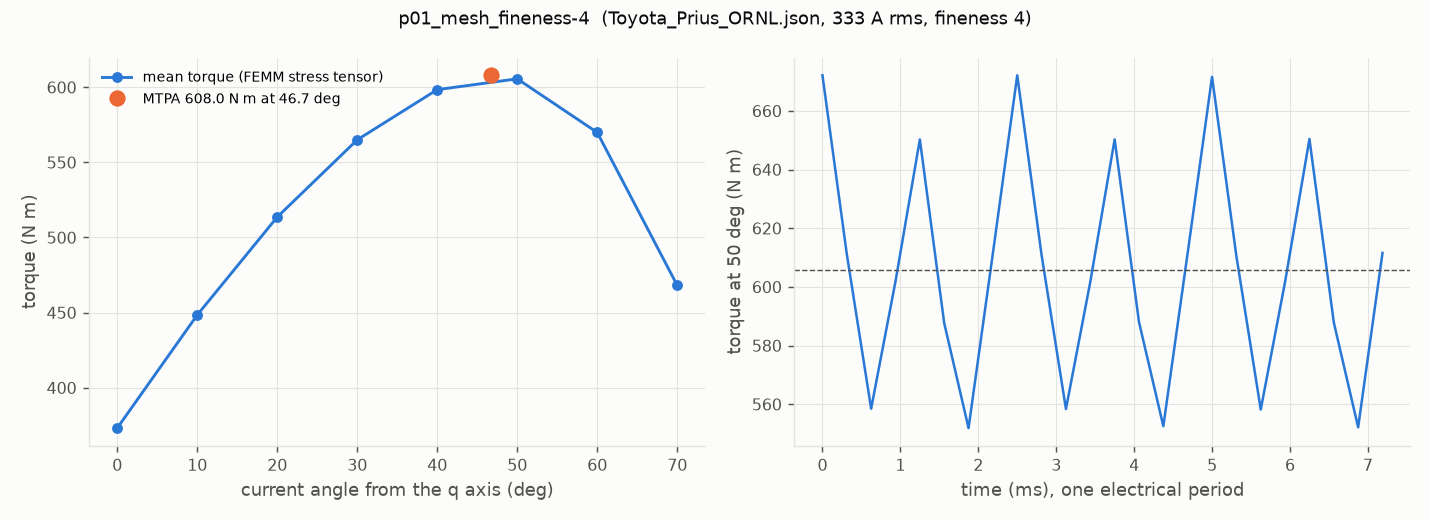 p01_mesh_fineness-4  (Toyota_Prius_ORNL.json, 333 A rms, fineness 4)
mean torque (FEMM stress tensor)
MTPA 608.0 N m at 46.7 deg
torque (N m)
600
550
500
450
400
0 10 20 30 40 50 60 70
current angle from the q axis (deg)
torque at 50 deg (N m)
660
640
620
600
580
560
0 1 2 3 4 5 6 7
time (ms), one electrical period